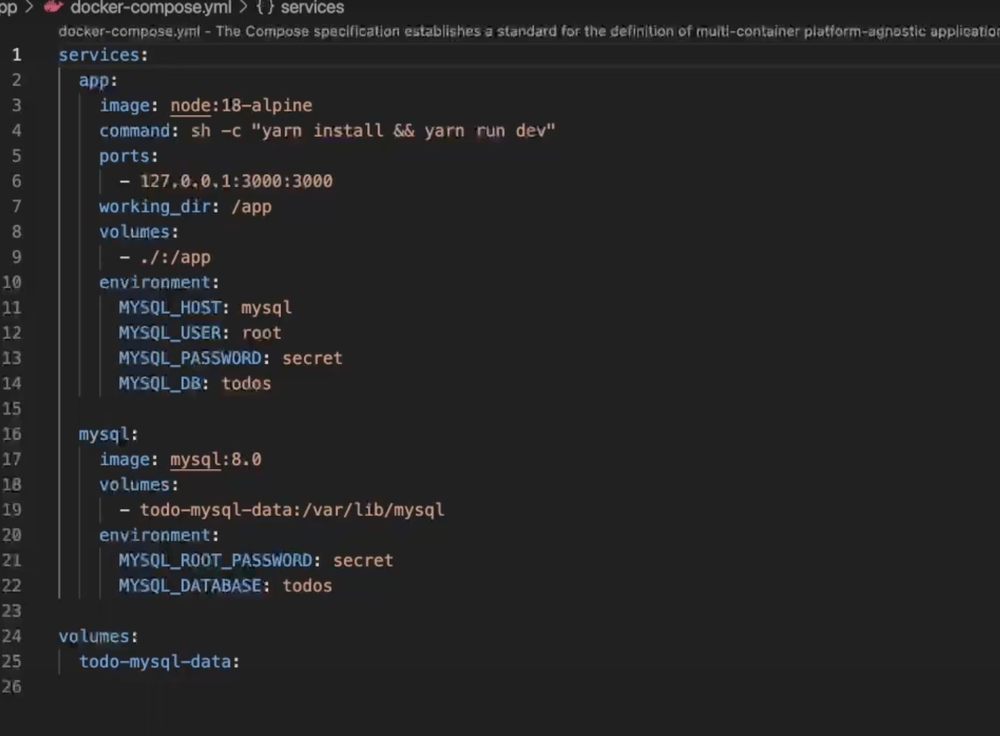 pp > docker-compose.yml > {} services
docker-compose.yml - The Compose specification establishes a standard for the definition of multi-container platform-agnostic
1 services:
2   app:
3     image: node:18-alpine
4     command: sh -c "yarn install && yarn run dev"
5     ports:
6       - 127.0.0.1:3000:3000
7     working_dir: /app
8     volumes:
9       - ./:/app
10     environment:
11       MYSQL_HOST: mysql
12       MYSQL_USER: root
13       MYSQL_PASSWORD: secret
14       MYSQL_DB: todos
15
16   mysql:
17     image: mysql:8.0
18     volumes:
19       - todo-mysql-data:/var/lib/mysql
20     environment:
21       MYSQL_ROOT_PASSWORD: secret
22       MYSQL_DATABASE: todos
23
24 volumes:
25   todo-mysql-data:
26